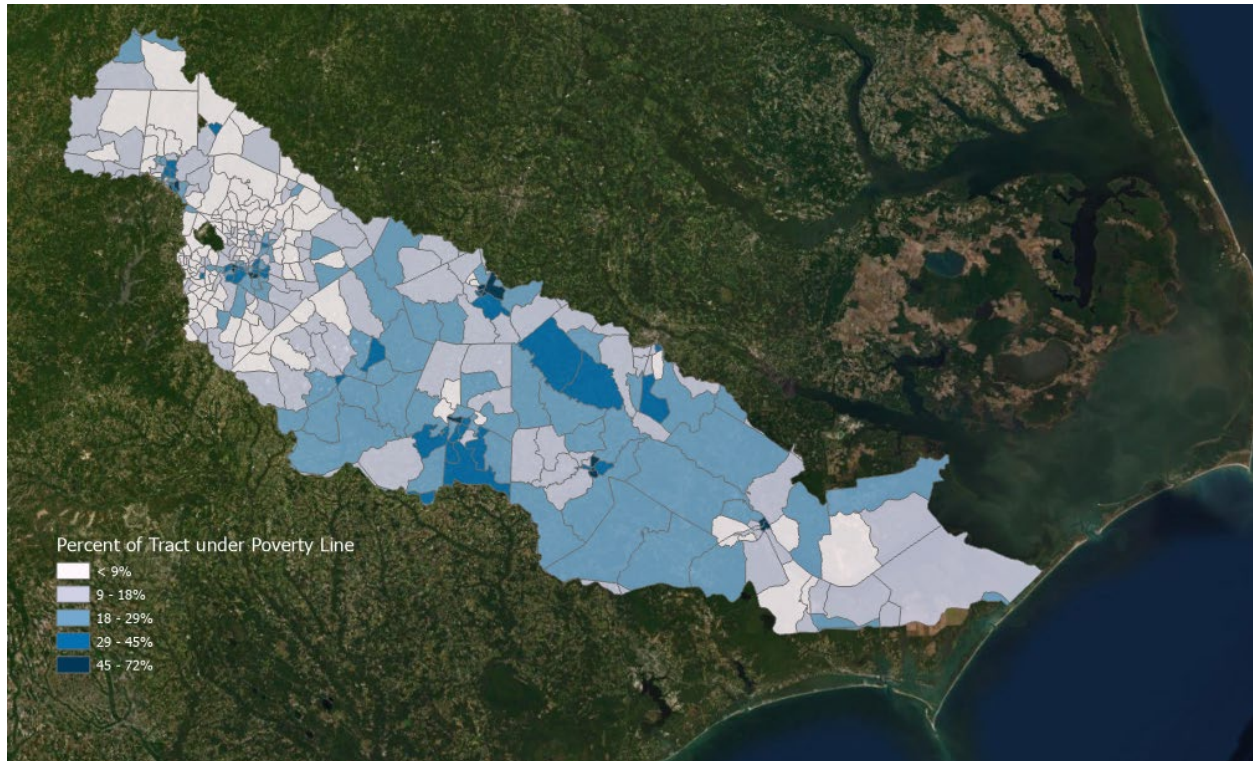 Percent of Tract under Poverty Line
< 9%
9 - 18%
18 - 29%
29 - 45%
45 - 72%